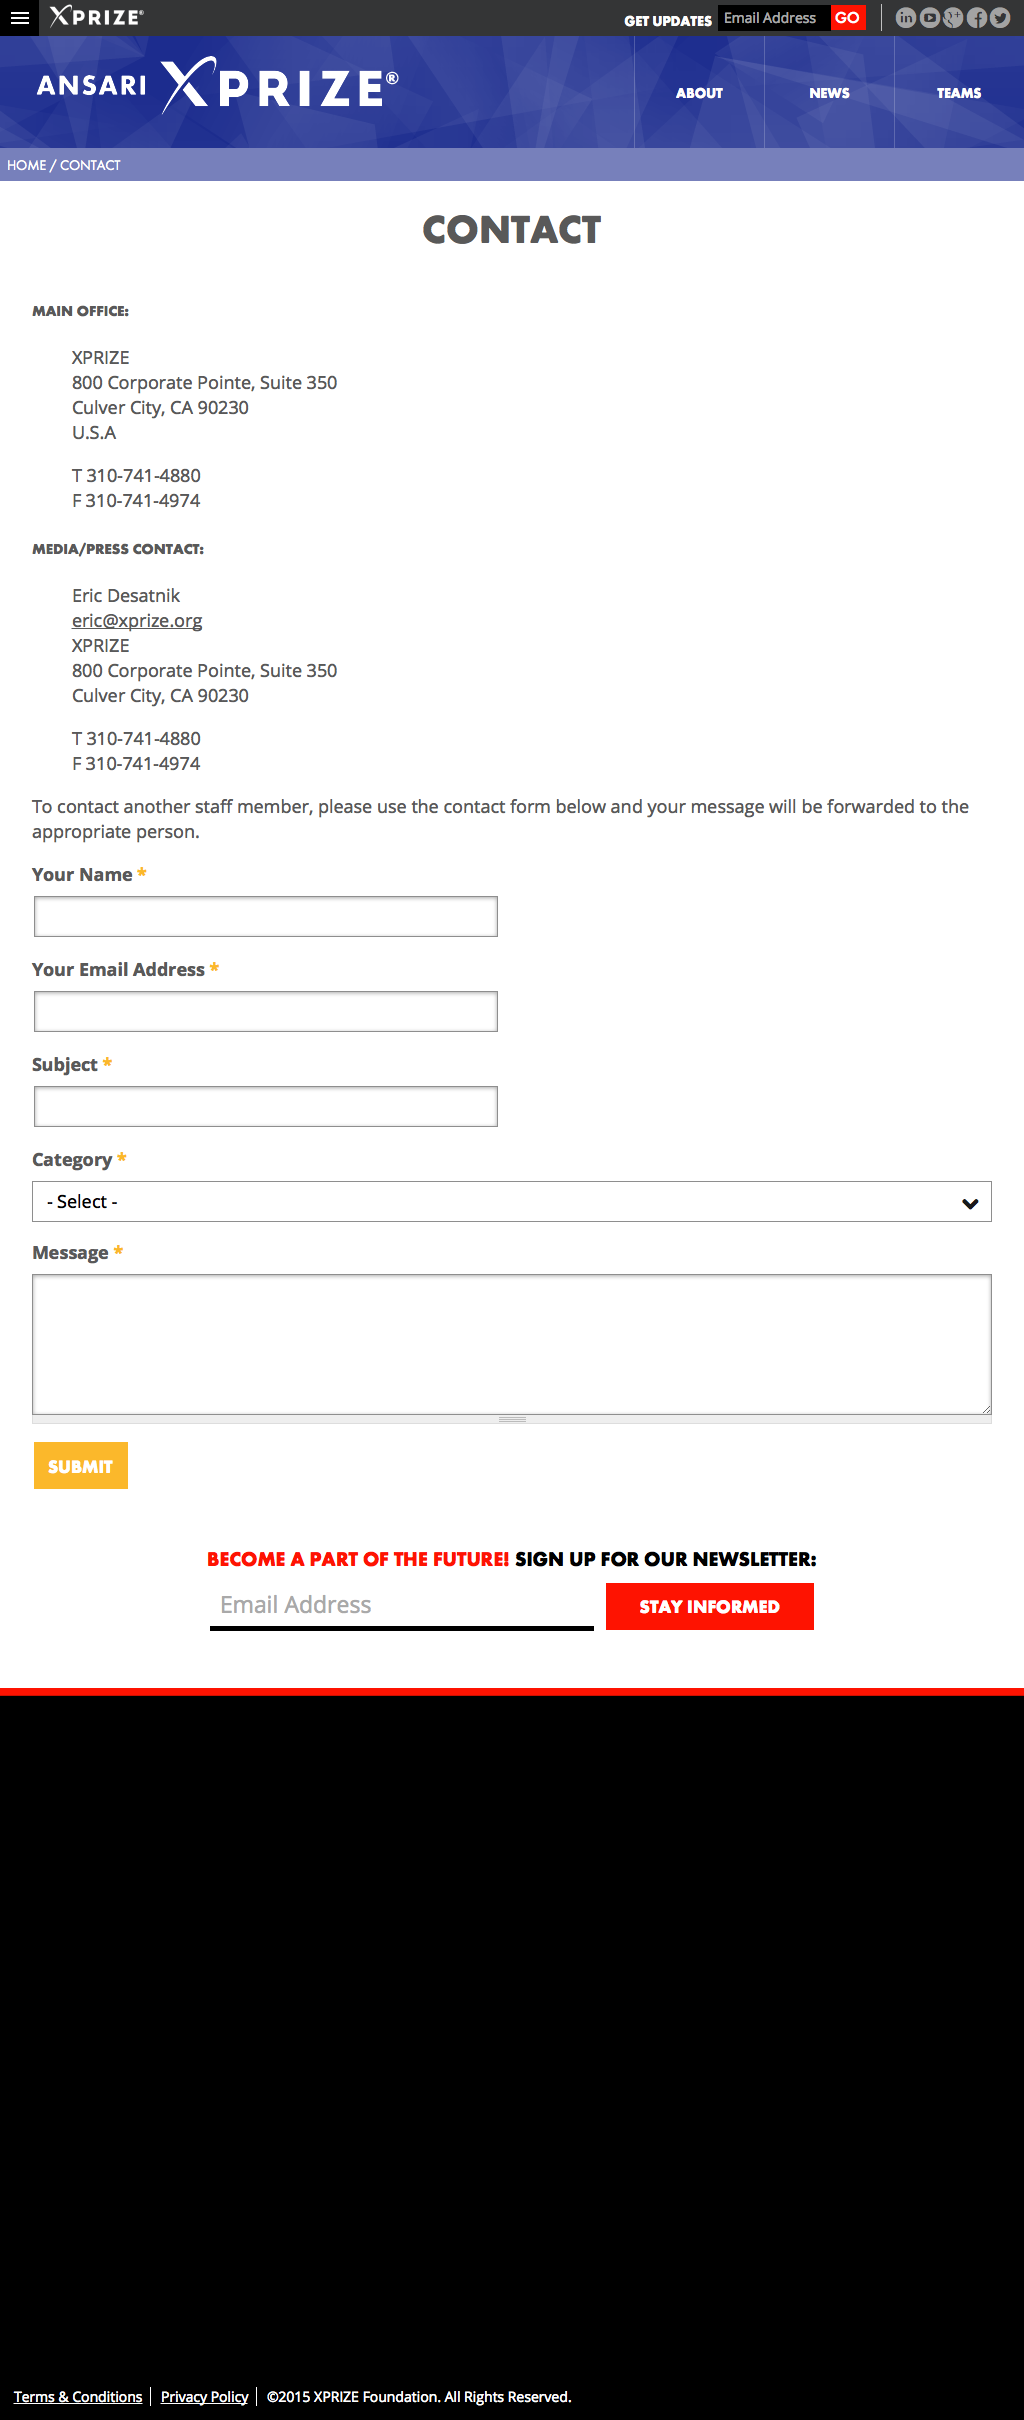 XPRIZE®
GET UPDATES Email Address GO
ANSARI XPRIZE®
ABOUT
NEWS
TEAMS
HOME / CONTACT
CONTACT
MAIN OFFICE:
XPRIZE
800 Corporate Pointe, Suite 350
Culver City, CA 90230
U.S.A
T 310-741-4880
F 310-741-4974
MEDIA/PRESS CONTACT:
Eric Desatnik
eric@xprize.org
XPRIZE
800 Corporate Pointe, Suite 350
Culver City, CA 90230
T 310-741-4880
F 310-741-4974
To contact another staff member, please use the contact form below and your message will be forwarded to the
appropriate person.
Your Name *
Your Email Address *
Subject *
Category *
- Select -
Message *
SUBMIT
BECOME A PART OF THE FUTURE! SIGN UP FOR OUR NEWSLETTER:
Email Address
STAY INFORMED
Terms & Conditions
Privacy Policy
©2015 XPRIZE Foundation. All Rights Reserved.